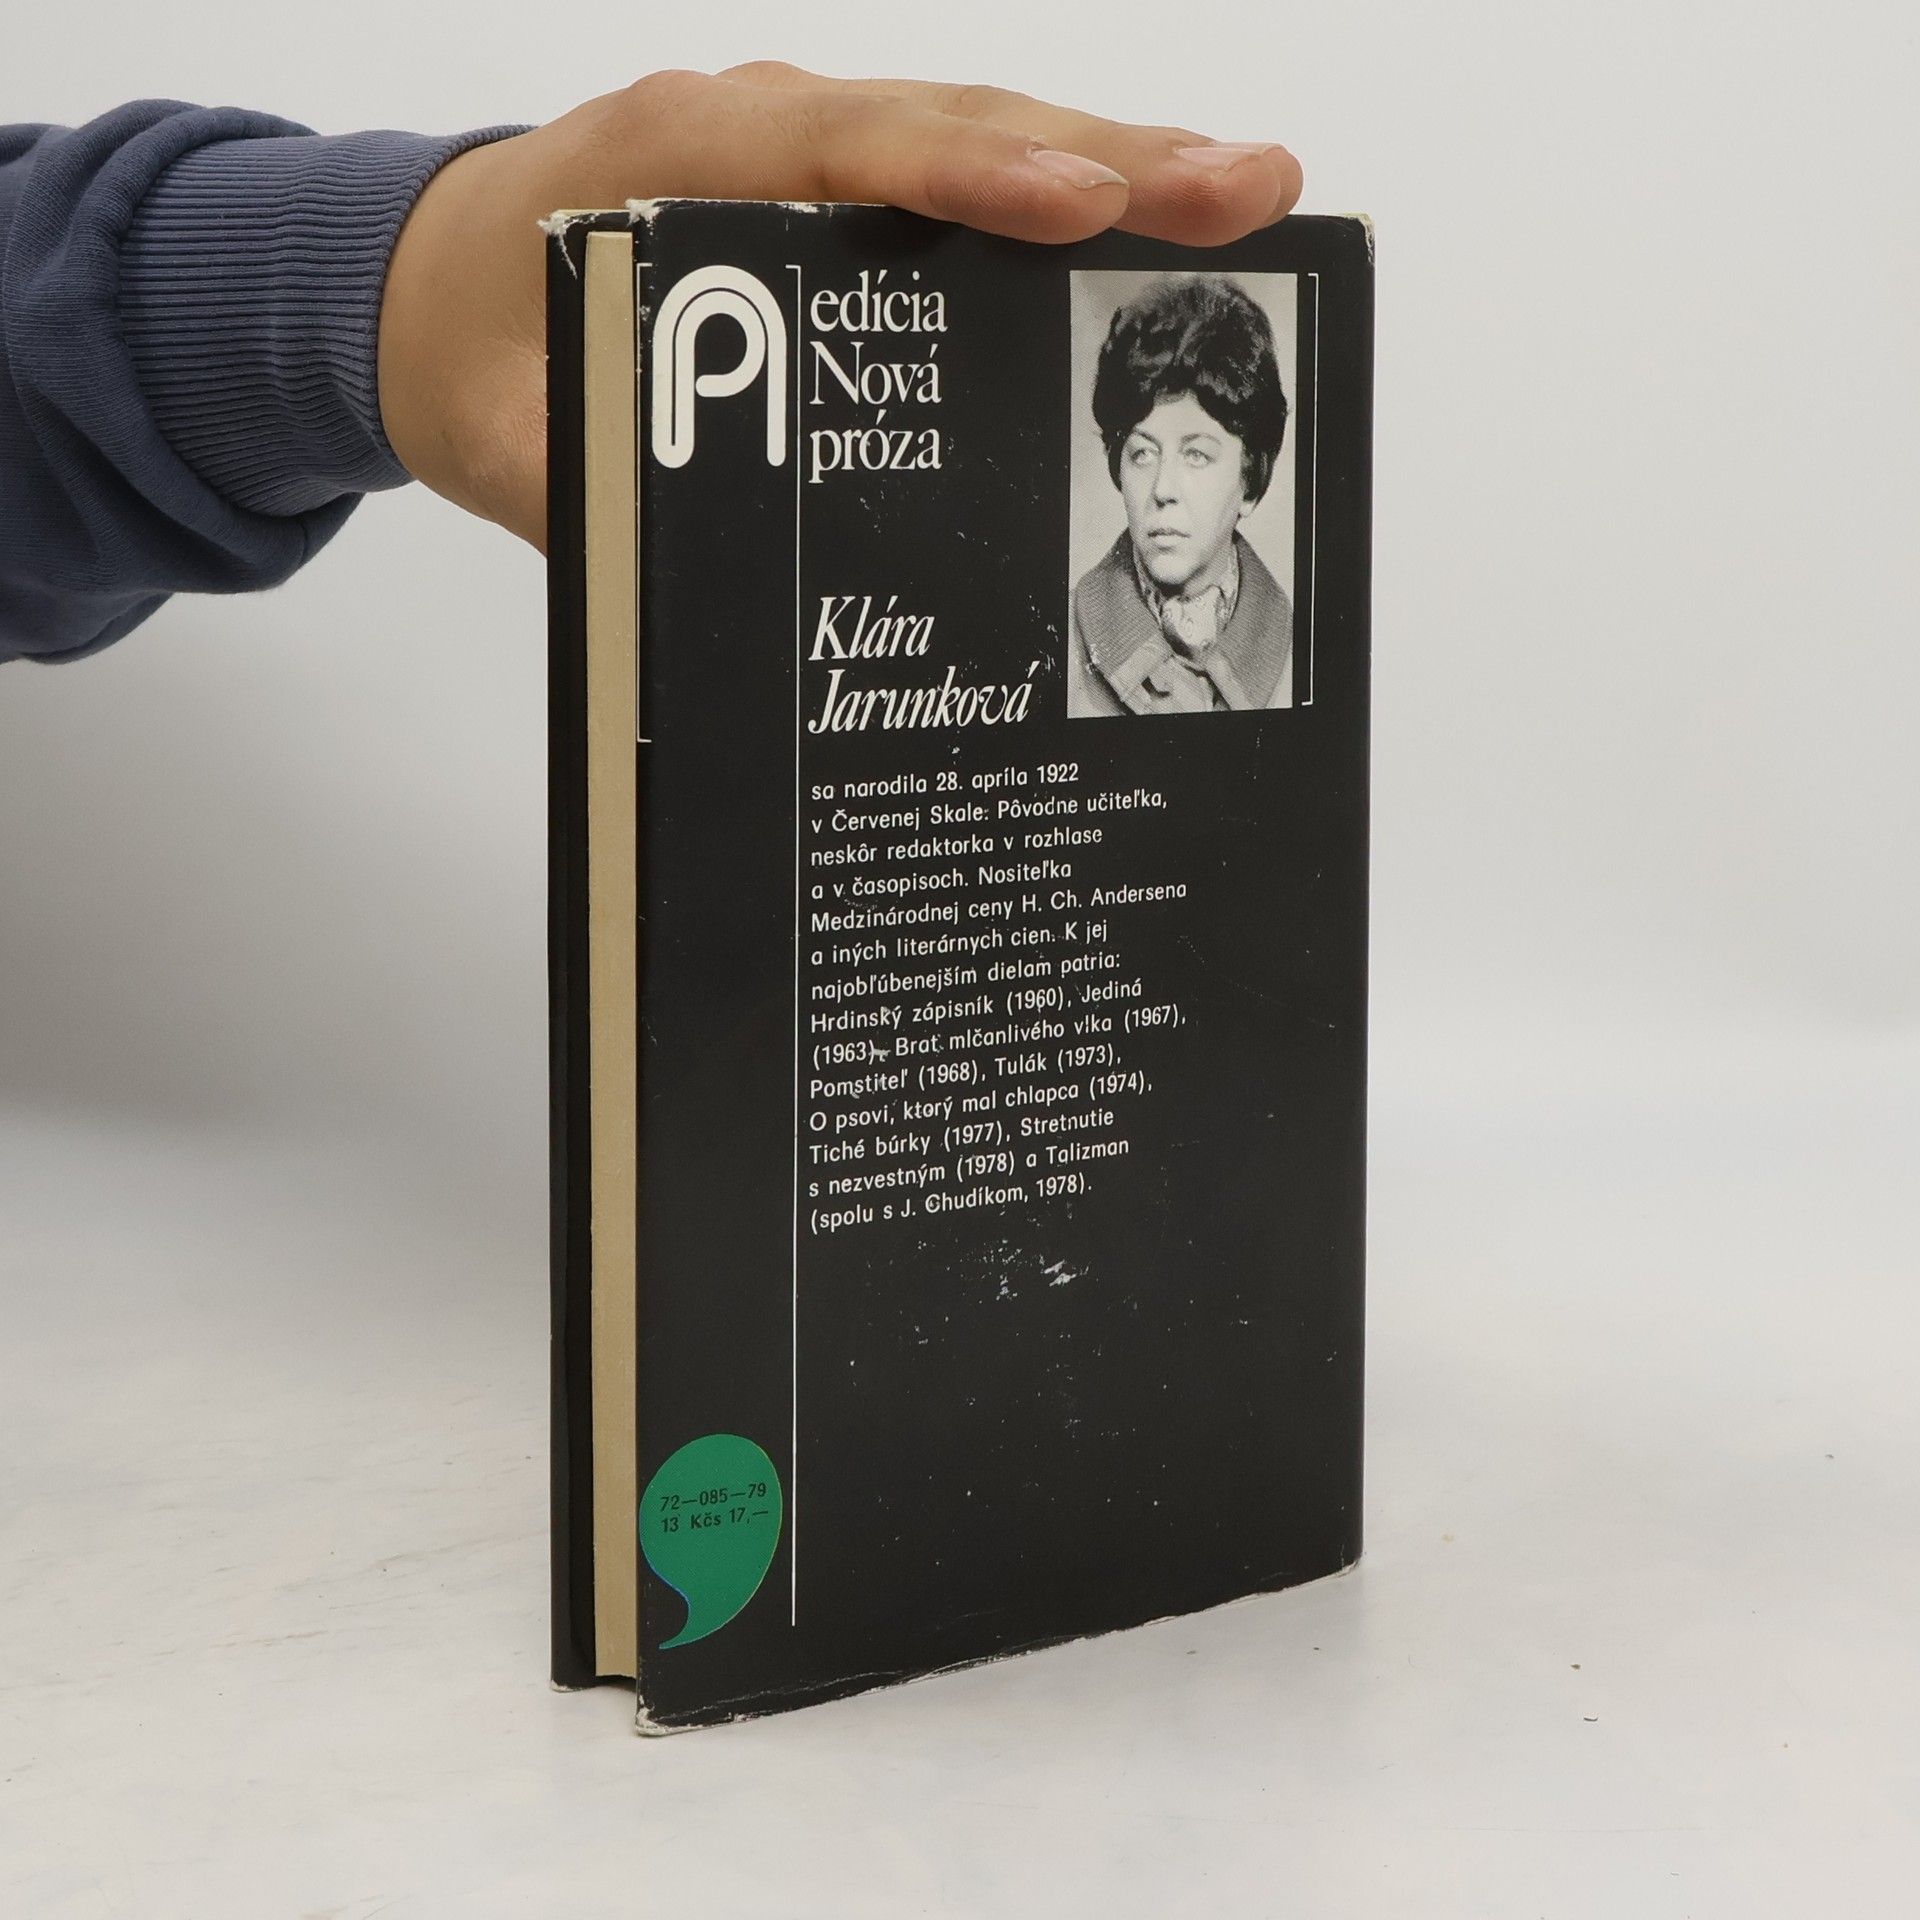 edícia
Nová
próza
Klára
Jarunková
sa narodila 28. apríla 1922
v Červenej Skale. Pôvodne učiteľka,
neskôr redaktorka v rozhlase
a v časopisoch. Nositeľka
Medzinárodnej ceny H. Ch. Andersena
a iných literárnych cien. K jej
najobľúbenejším dielam patria:
Hrdinský zápisník (1960), Jediná
(1963), Brat mlčanlivého vlka (1967),
Pomstiteľ (1968), Tulák (1973),
O psovi, ktorý mal chlapca (1974),
Tiché búrky (1977), Stretnutie
s nezvestným (1978) a Talizman
(spolu s J. Chudíkom, 1978).
72—085—79
13 Kčs 17,—